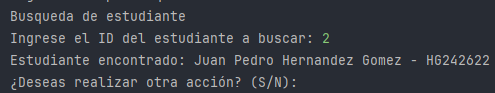 Busqueda de estudiante
Ingrese el ID del estudiante a buscar: 2
Estudiante encontrado: Juan Pedro Hernandez Gomez - HG242622
¿Deseas realizar otra acción? (S/N):